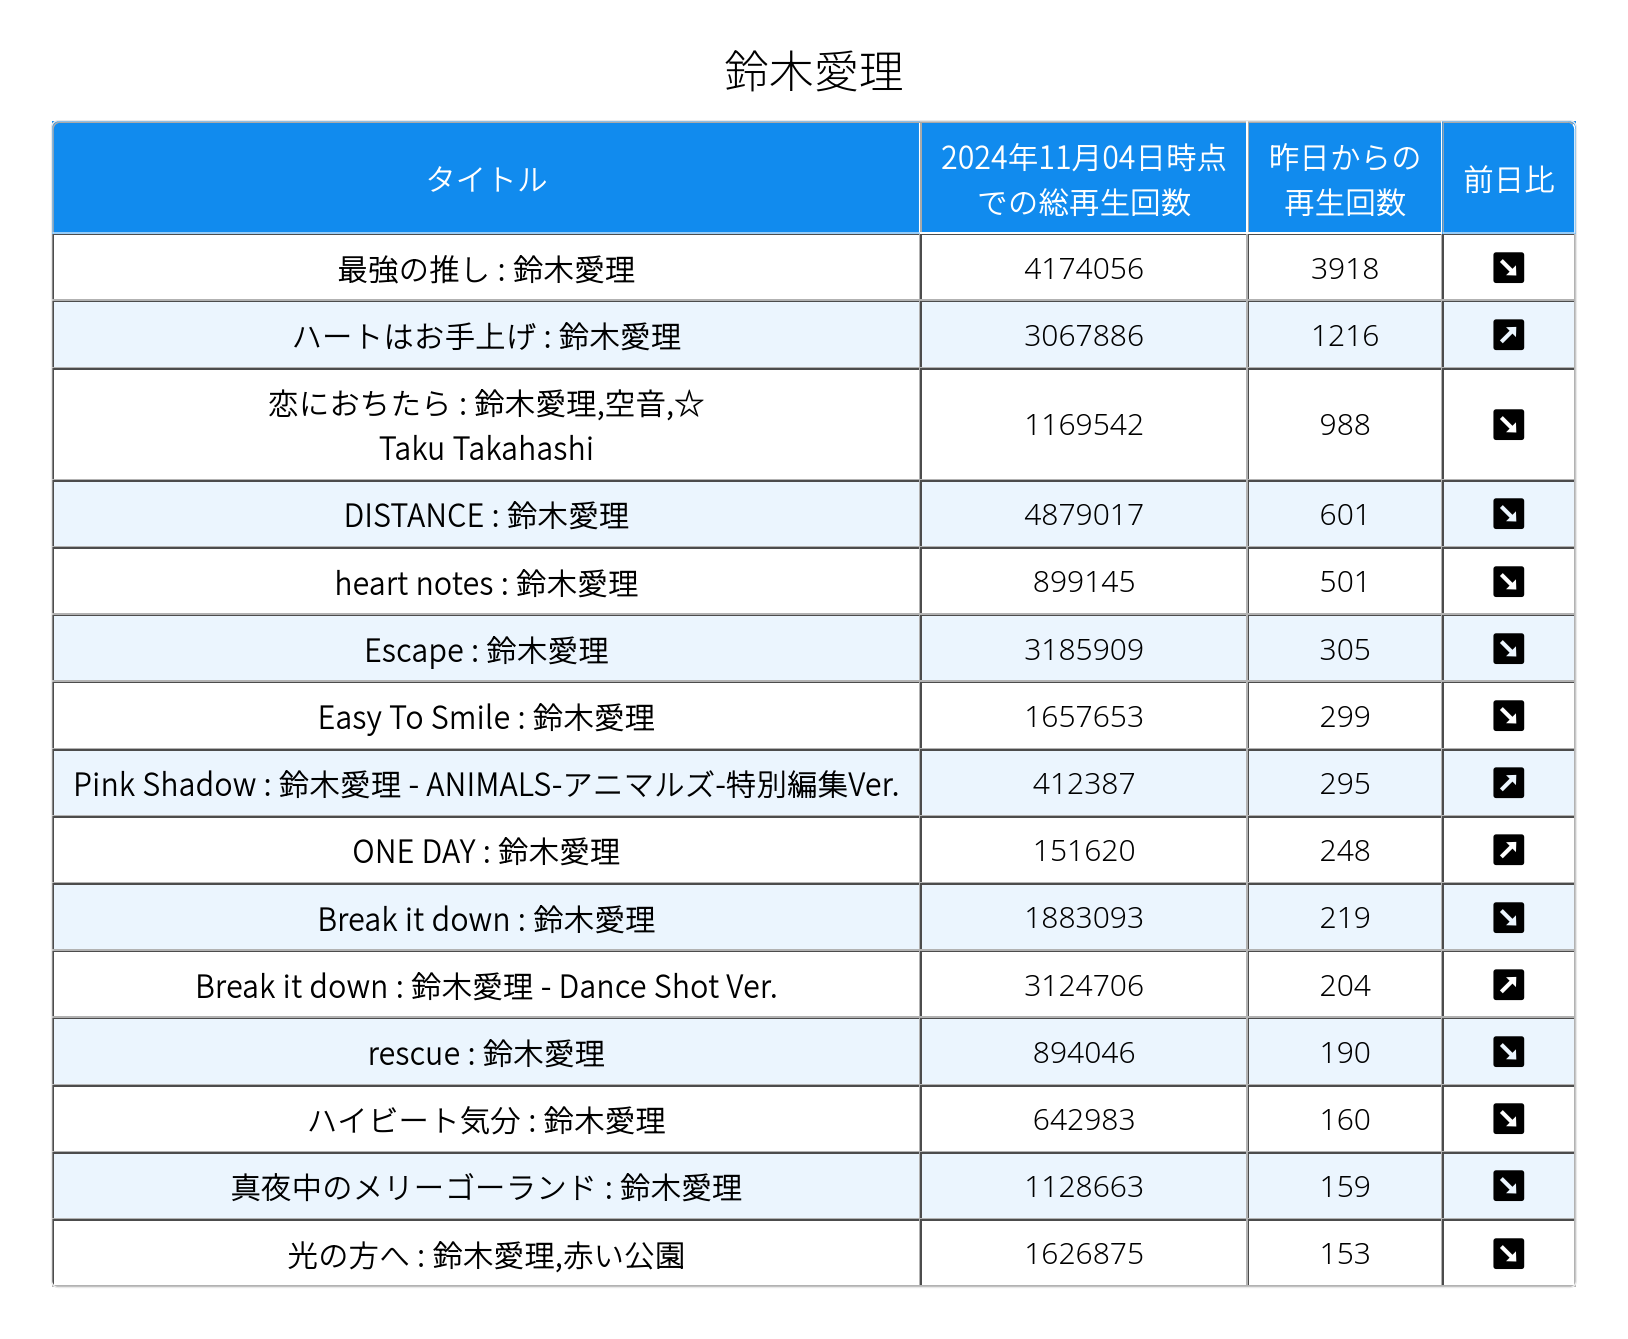 鈴木愛理
タイトル
2024年11月04日時点
での総再生回数
昨日からの
再生回数
前日比
最強の推し : 鈴木愛理 4174056 3918
ハートはお手上げ : 鈴木愛理 3067886 1216
恋におちたら : 鈴木愛理,空音,☆
Taku Takahashi
1169542 988
DISTANCE : 鈴木愛理 4879017 601
heart notes : 鈴木愛理 899145 501
Escape : 鈴木愛理 3185909 305
Easy To Smile : 鈴木愛理 1657653 299
Pink Shadow : 鈴木愛理 - ANIMALS-アニマルズ-特別編集Ver. 412387 295
ONE DAY : 鈴木愛理 151620 248
Break it down : 鈴木愛理 1883093 219
Break it down : 鈴木愛理 - Dance Shot Ver. 3124706 204
rescue : 鈴木愛理 894046 190
ハイビート気分 : 鈴木愛理 642983 160
真夜中のメリーゴーランド : 鈴木愛理 1128663 159
光の方へ : 鈴木愛理,赤い公園 1626875 153